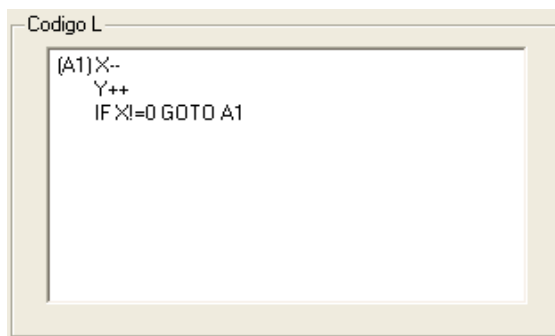 Codigo L
(A1) X--
Y++
IF X!=0 GOTO A1